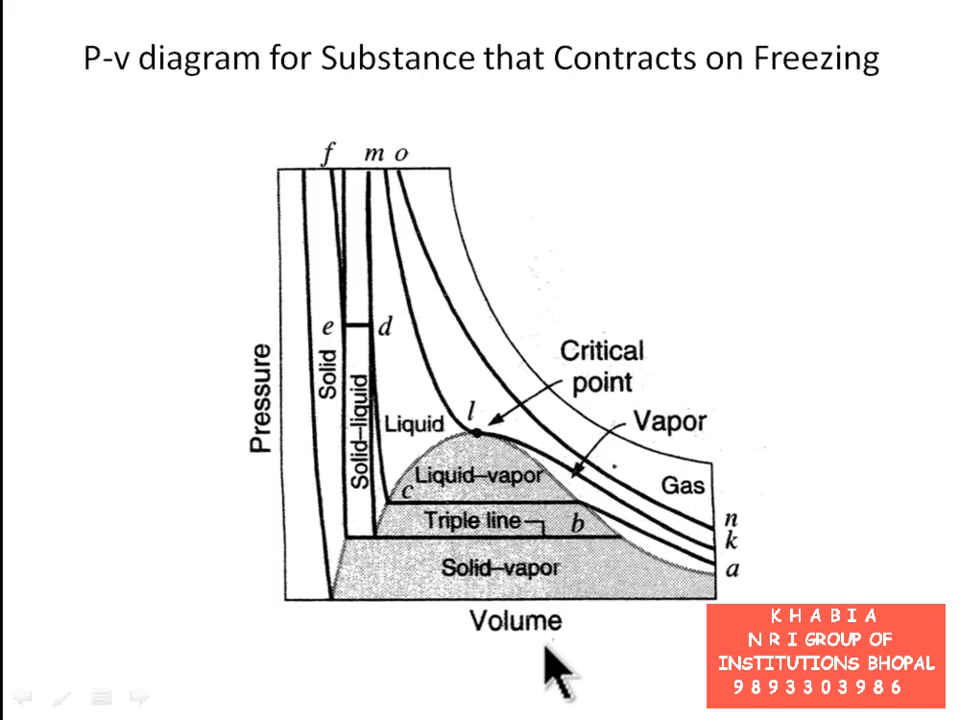 P-v diagram for Substance that Contracts on Freezing
f m o
e d
Critical
point
Pressure
Solid
Solid–liquid
Liquid
l
Vapor
Liquid–vapor
c
Gas
Triple line
b
n
k
a
Solid–vapor
Volume
K H A B I A
N R I GROUP OF
INSTITUTIONS BHOPAL
9 8 9 3 3 0 3 9 8 6